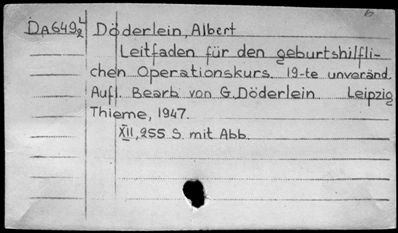 Da 649 4/2 Döderlein, Albert
Leitfaden für den geburtshilfli-
chen Operationskurs. 19-te unveränd.
Aufl. Bearb. von G. Döderlein. Leipzig
Thieme, 1947.
XII, 255 S. mit Abb.